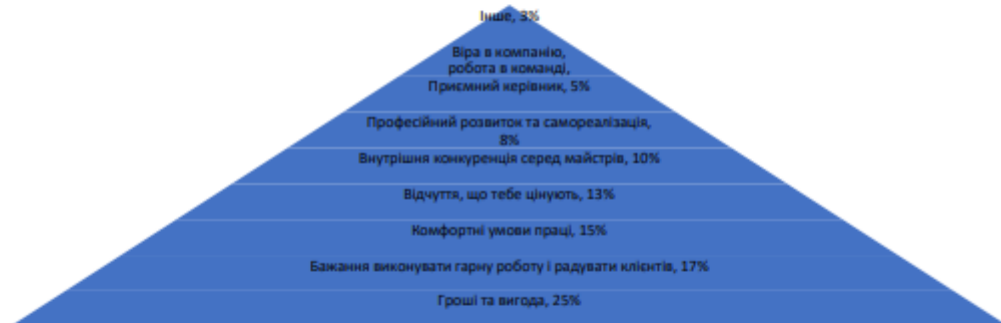 Інше, 3%
Віра в компанію,
робота в команді,
Приємний керівник, 5%
Професійний розвиток та самореалізація,
8%
Внутрішня конкуренція серед майстрів, 10%
Відчуття, що тебе цінують, 13%
Комфортні умови праці, 15%
Бажання виконувати гарну роботу і радувати клієнтів, 17%
Гроші та вигода, 25%